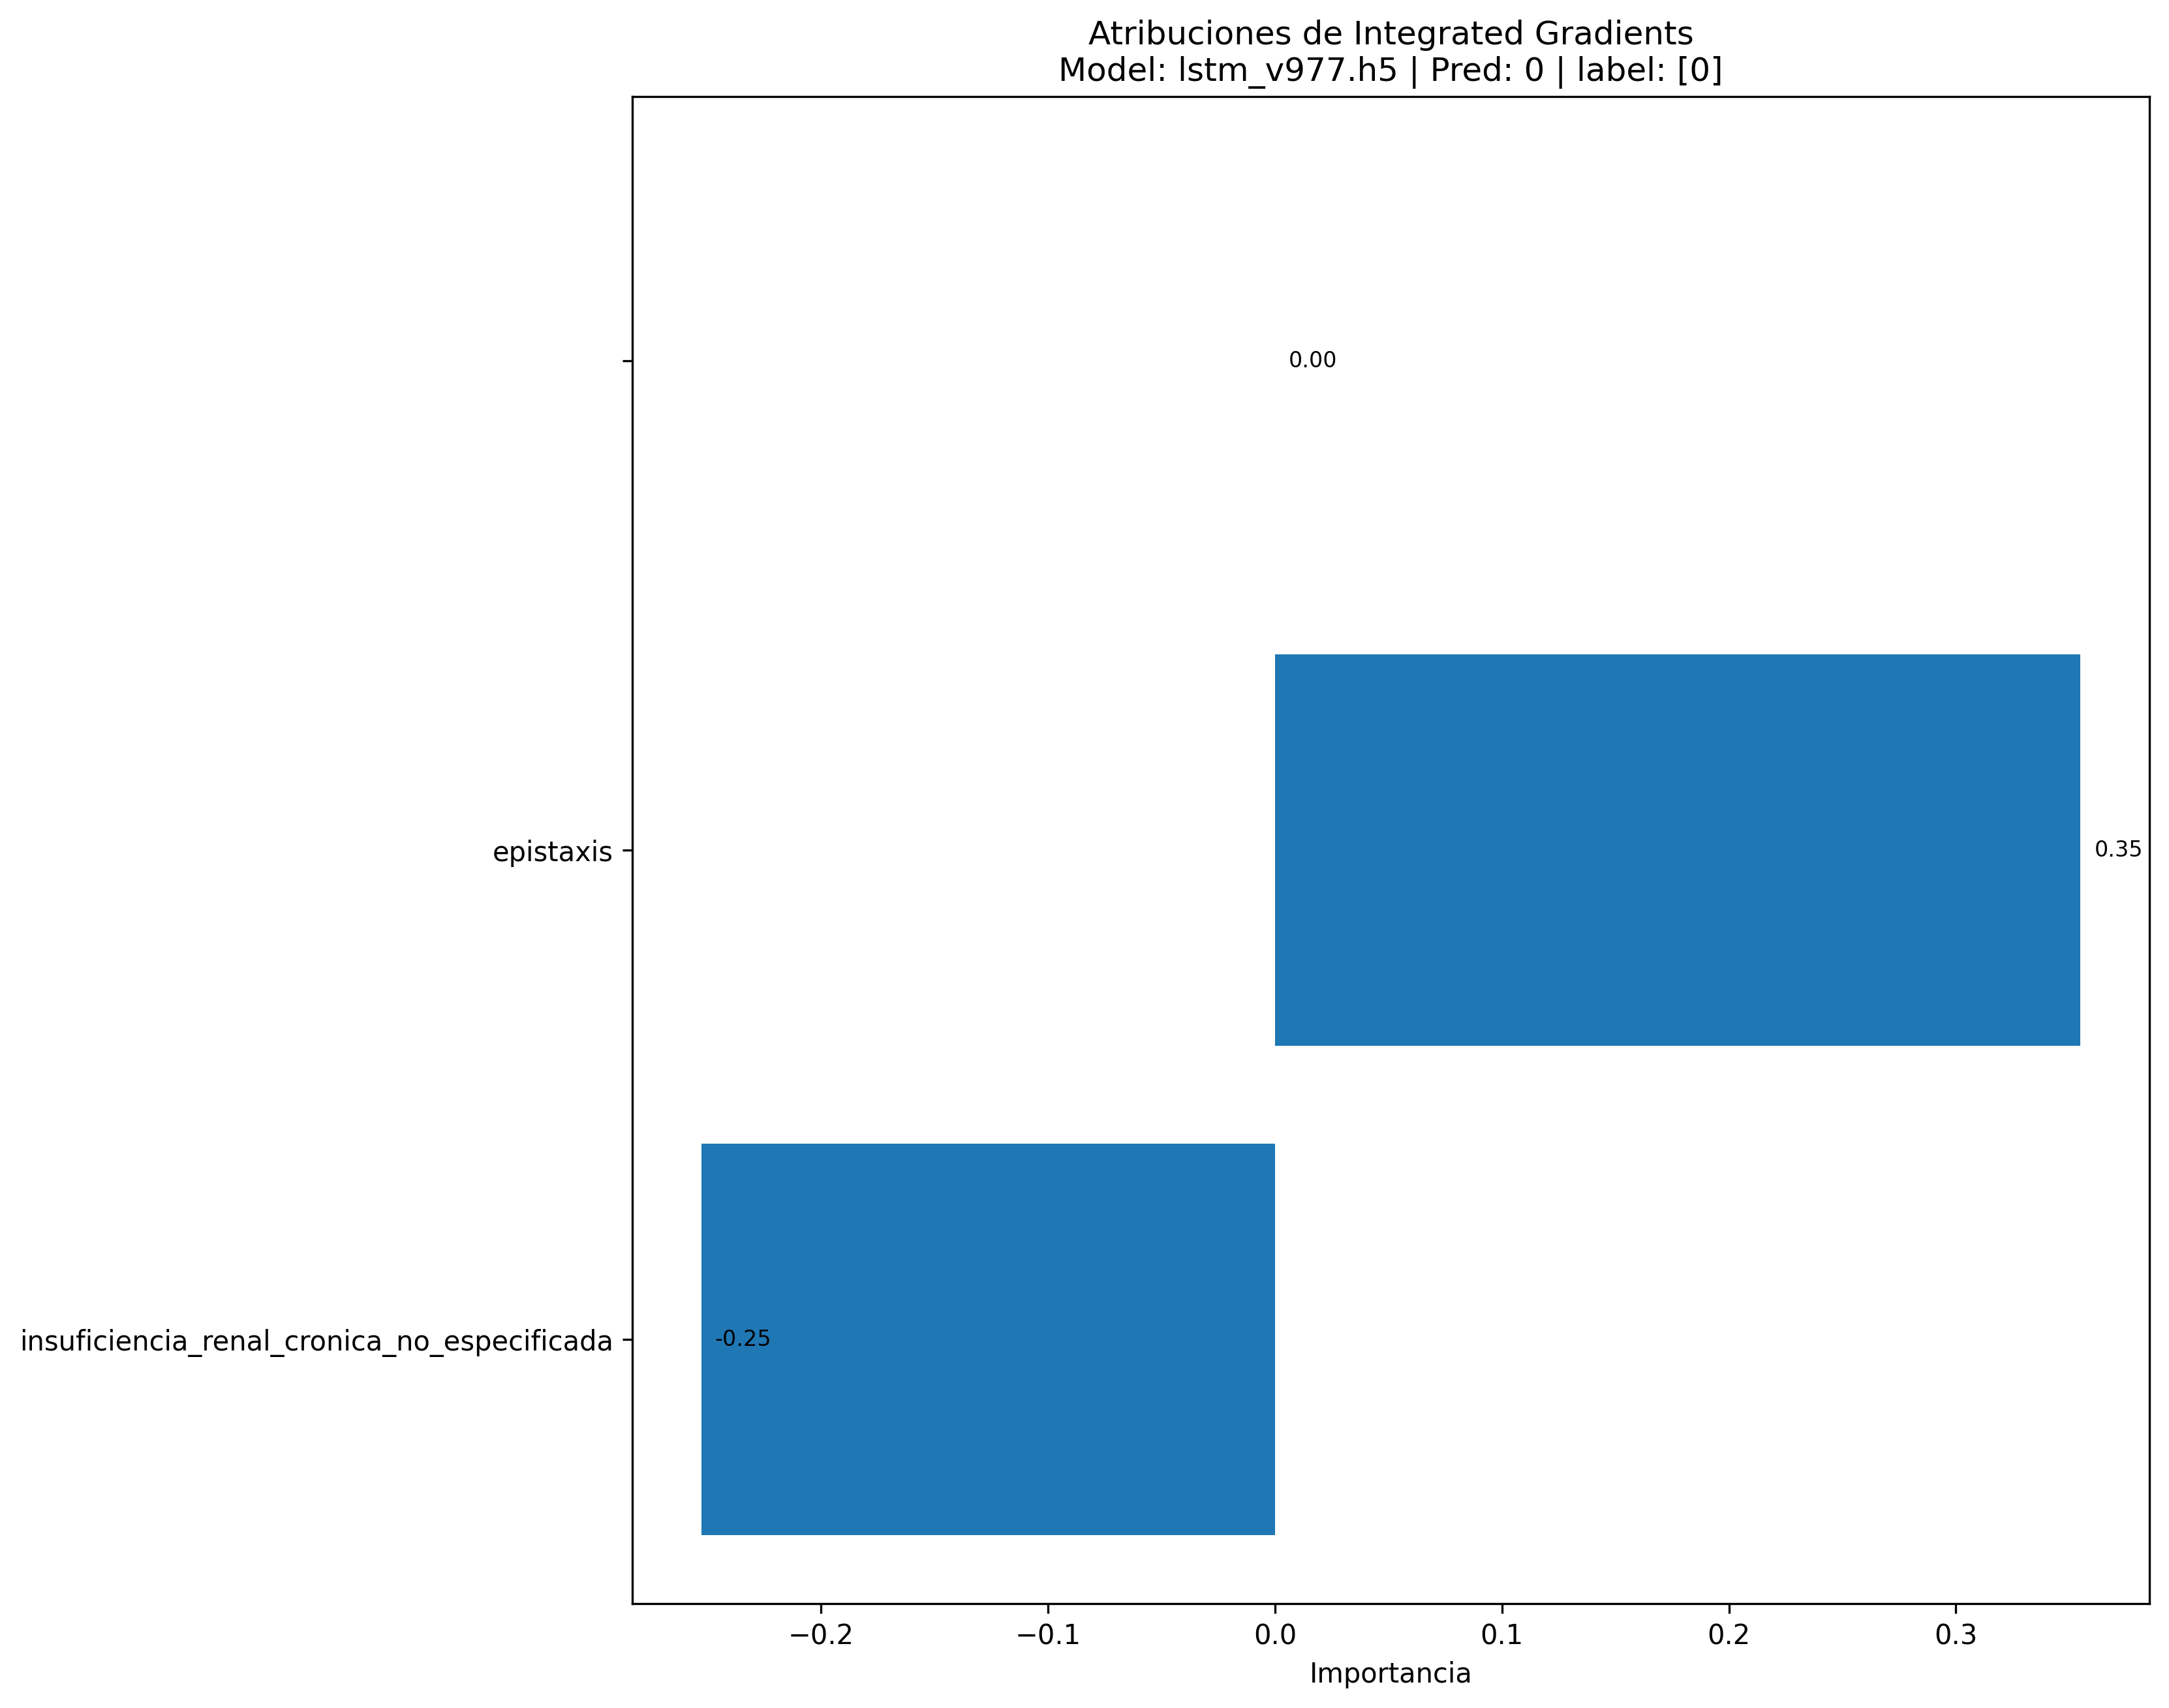 Atribuciones de Integrated Gradients
Model: lstm_v977.h5 | Pred: 0 | label: [0]
0.00
epistaxis
0.35
insuficiencia_renal_cronica_no_especificada
-0.25
−0.2 −0.1 0.0 0.1 0.2 0.3
Importancia